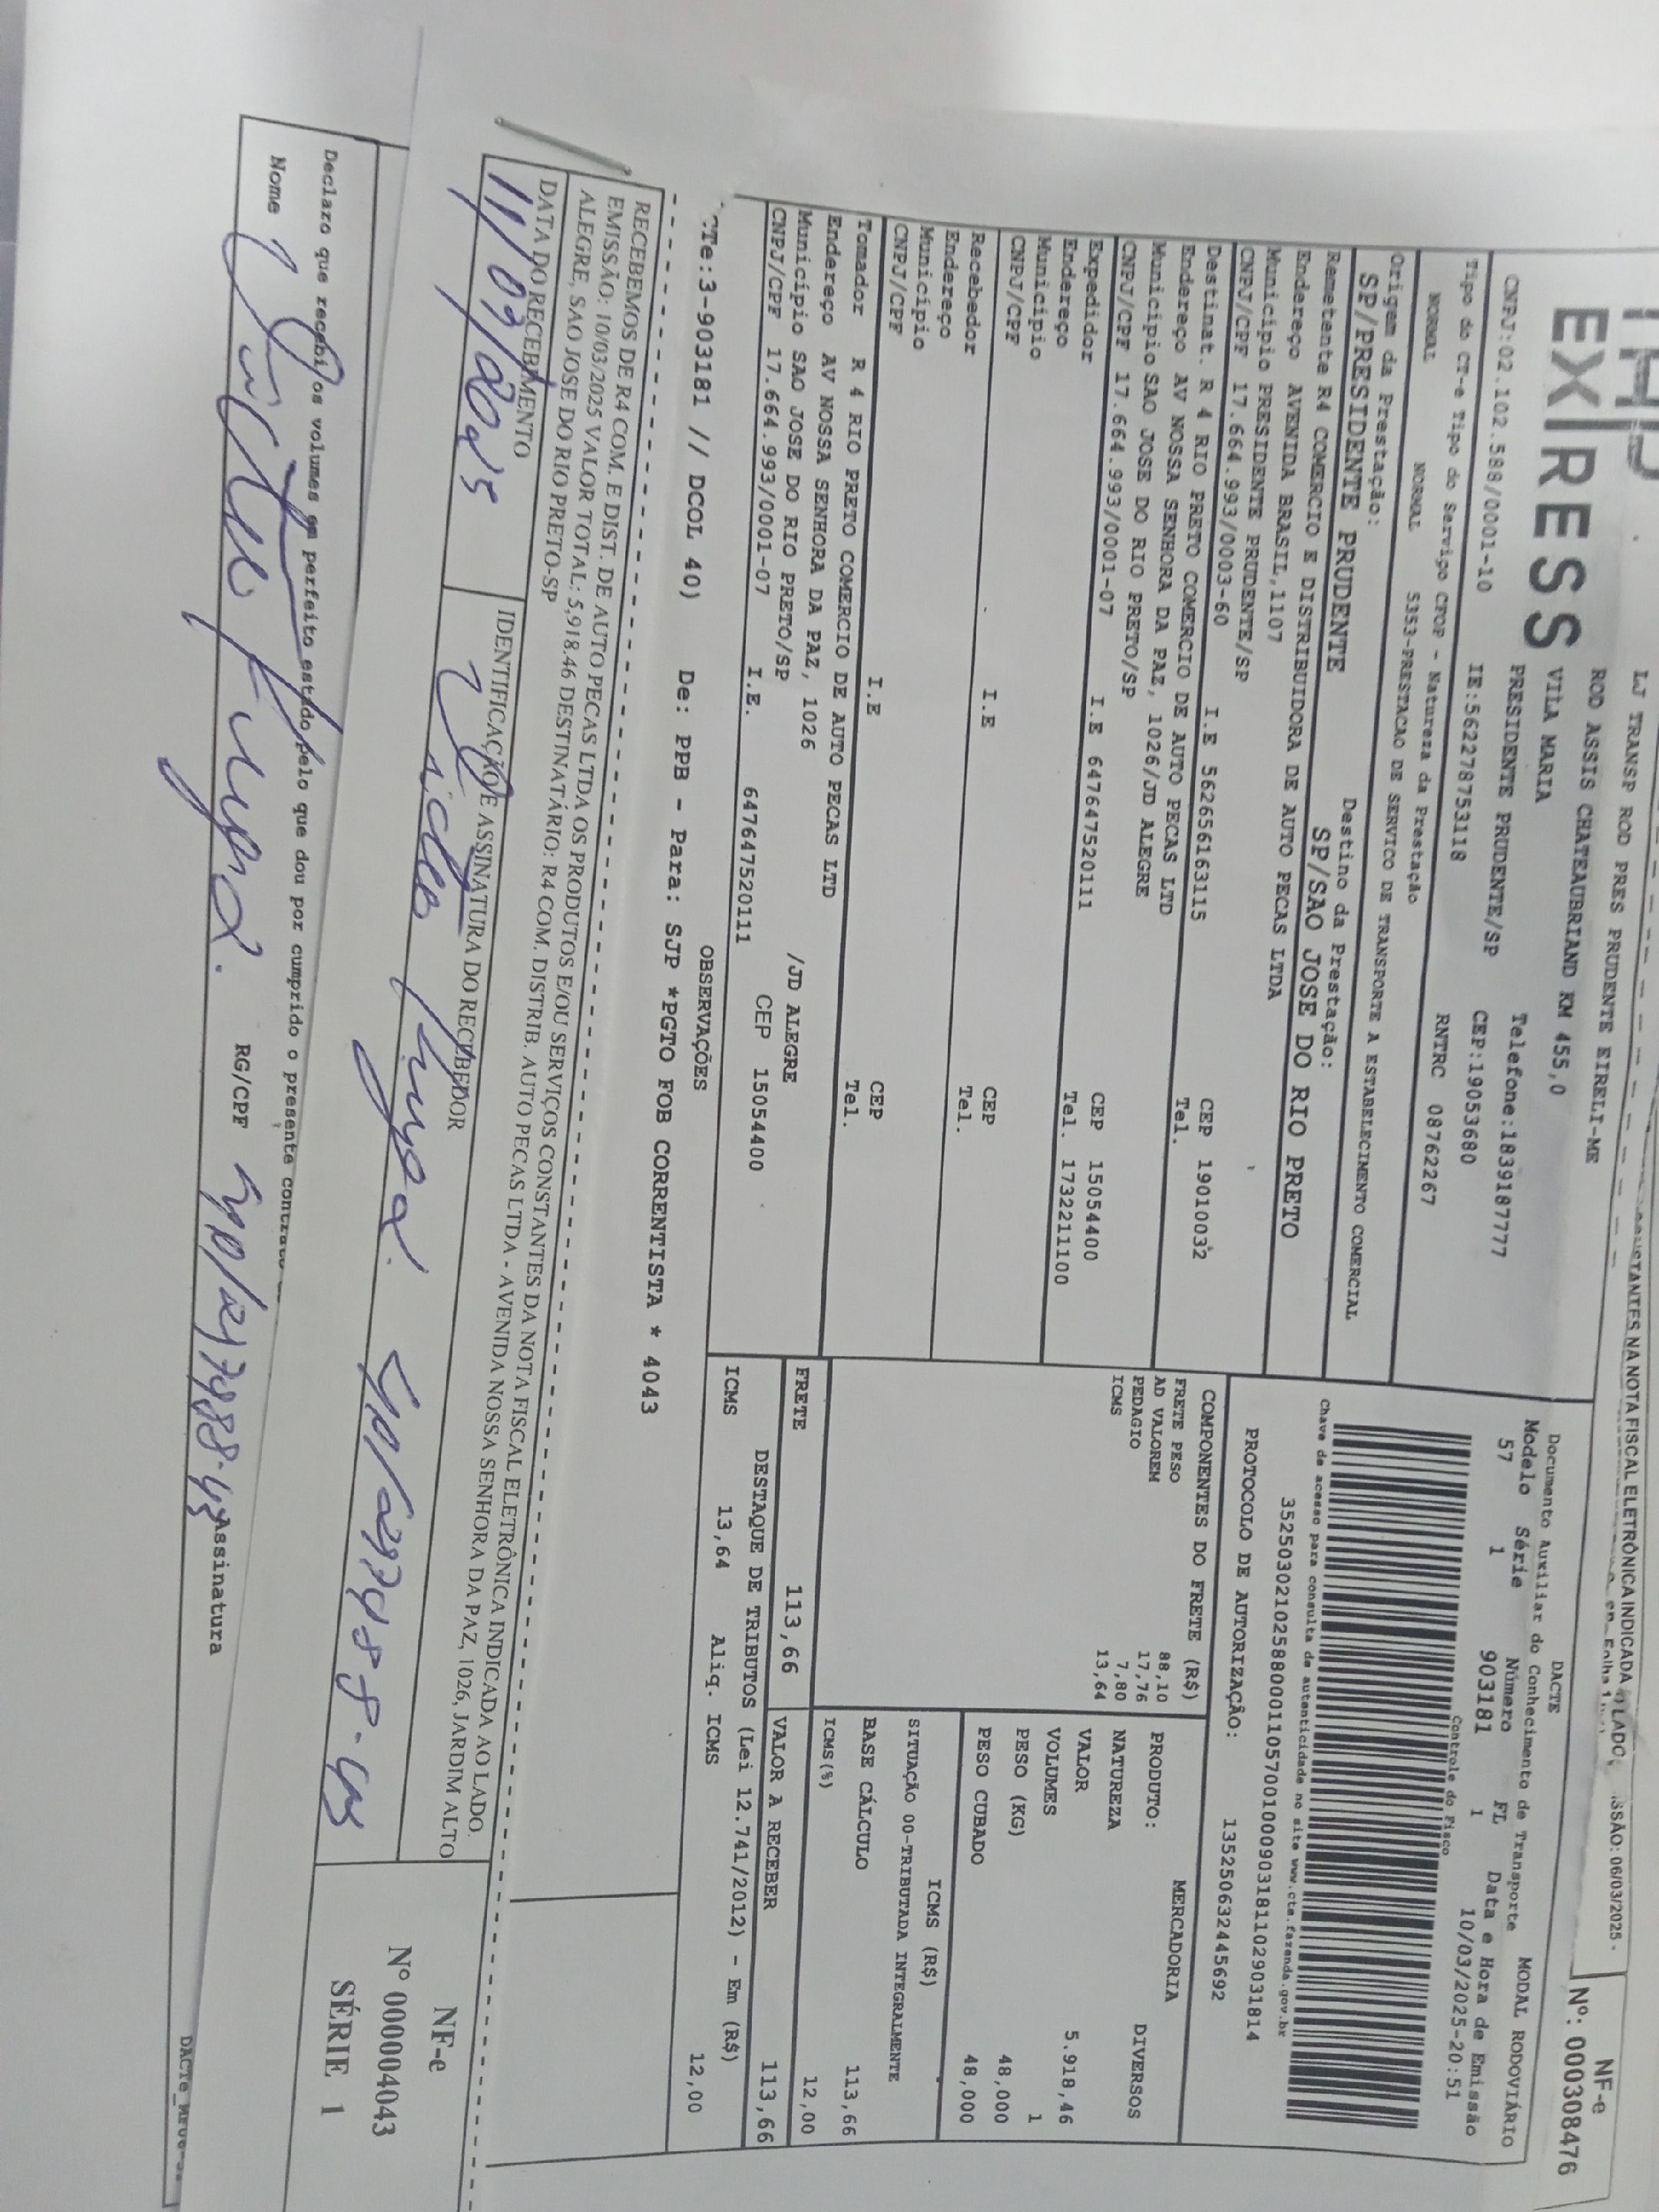 CONSTANTES NA NOTA FISCAL ELETRÔNICA INDICADA
LADO
SSÃO: 06/03/2025 -
NF-e
Nº: 000308476
EXPRESS
LJ TRANSP ROD PRES PRUDENTE EIRELI-ME
ROD ASSIS CHATEAUBRIAND KM 455,0
VILA MARIA
PRESIDENTE PRUDENTE/SP Telefone:1839187777
CNPJ:02.102.588/0001-10 IE:562278753118 CEP:19053680
RNTRC 08762267
DACTE
Documento Auxiliar do Conhecimento de Transporte MODAL RODOVIÁRIO
Modelo Série Número FL Data e Hora de Emissão
57 1 903181 1 10/03/2025-20:51
Controle do Fisco
Tipo do CT-e Tipo do Serviço CFOP - Natureza da Prestação
NORMAL NORMAL 5353-PRESTACAO DE SERVICO DE TRANSPORTE A ESTABELECIMENTO COMERCIAL
Origem da Prestação: Destino da Prestação:
SP/PRESIDENTE PRUDENTE SP/SAO JOSE DO RIO PRETO
Chave de acesso para consulta de autenticidade no site www.cte.fazenda.gov.br
35250302102588000110570010009031811029031814
PROTOCOLO DE AUTORIZAÇÃO: 135250632445692
Remetente R4 COMERCIO E DISTRIBUIDORA DE AUTO PECAS LTDA
Endereço AVENIDA BRASIL,1107
Município PRESIDENTE PRUDENTE/SP CEP 19010032
CNPJ/CPF 17.664.993/0003-60 I.E 562656163115 Tel.
Destinat. R 4 RIO PRETO COMERCIO DE AUTO PECAS LTD
Endereço AV NOSSA SENHORA DA PAZ, 1026/JD ALEGRE
Município SAO JOSE DO RIO PRETO/SP CEP 15054400
CNPJ/CPF 17.664.993/0001-07 I.E 647647520111 Tel. 1732211100
Expedidor
Endereço
Município CEP
CNPJ/CPF I.E Tel.
Recebedor
Endereço
Município CEP
CNPJ/CPF I.E Tel.
Tomador R 4 RIO PRETO COMERCIO DE AUTO PECAS LTD
Endereço AV NOSSA SENHORA DA PAZ, 1026 /JD ALEGRE
Município SAO JOSE DO RIO PRETO/SP
CNPJ/CPF 17.664.993/0001-07 I.E. 647647520111 CEP 15054400
COMPONENTES DO FRETE (R$)
FRETE PESO 88,10
AD VALOREM 17,76
PEDAGIO 7,80
ICMS 13,64
MERCADORIA
PRODUTO: DIVERSOS
NATUREZA
VALOR 5.918,46
VOLUMES 1
PESO (KG) 48,000
PESO CUBADO 48,000
ICMS (R$)
SITUAÇÃO 00-TRIBUTADA INTEGRALMENTE
BASE CÁLCULO 113,66
ICMS(%) 12,00
FRETE 113,66
VALOR A RECEBER 113,66
DESTAQUE DE TRIBUTOS (Lei 12.741/2012) - Em (R$)
ICMS 13,64 Aliq. ICMS 12,00
OBSERVAÇÕES
CTe:3-903181 // DCOL 40) De: PPB - Para: SJP *PGTO FOB CORRENTISTA * 4043
RECEBEMOS DE R4 COM. E DIST. DE AUTO PECAS LTDA OS PRODUTOS E/OU SERVIÇOS CONSTANTES DA NOTA FISCAL ELETRÔNICA INDICADA AO LADO.
EMISSÃO: 10/03/2025 VALOR TOTAL: 5,918.46 DESTINATÁRIO: R4 COM. DISTRIB. AUTO PECAS LTDA - AVENIDA NOSSA SENHORA DA PAZ, 1026, JARDIM ALTO
ALEGRE, SAO JOSE DO RIO PRETO-SP
DATA DO RECEBIMENTO
IDENTIFICAÇÃO E ASSINATURA DO RECEBEDOR
11/03/2025
NF-e
Nº 000004043
SÉRIE 1
Declaro que recebi os volumes em perfeito estado pelo que dou por cumprido o presente contrato
Nome
RG/CPF
Assinatura